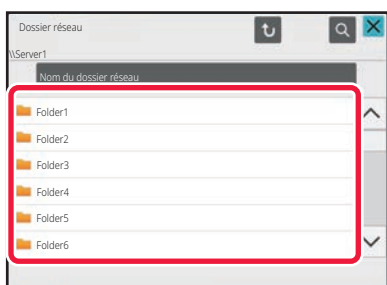 Dossier réseau
\\Server1
Nom du dossier réseau
Folder1
Folder2
Folder3
Folder4
Folder5
Folder6